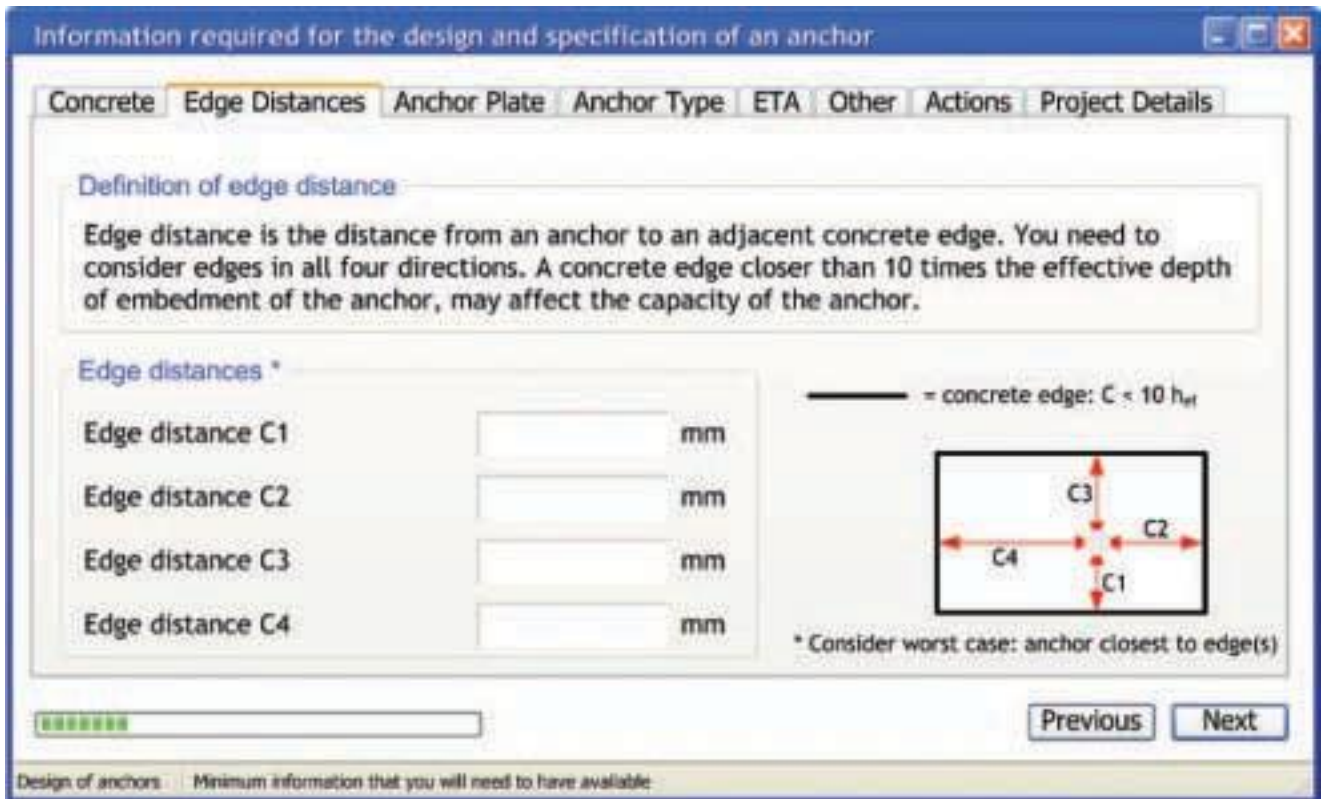 Information required for the design and specification of an anchor
Concrete Edge Distances Anchor Plate Anchor Type ETA Other Actions Project Details
Definition of edge distance
Edge distance is the distance from an anchor to an adjacent concrete edge. You need to
consider edges in all four directions. A concrete edge closer than 10 times the effective depth
of embedment of the anchor, may affect the capacity of the anchor.
Edge distances *
Edge distance C1 mm
Edge distance C2 mm
Edge distance C3 mm
Edge distance C4 mm
= concrete edge: C < 10 hef
C3
C2
C4
C1
* Consider worst case: anchor closest to edge(s)
Previous Next
Design of anchors Minimum information that you will need to have available